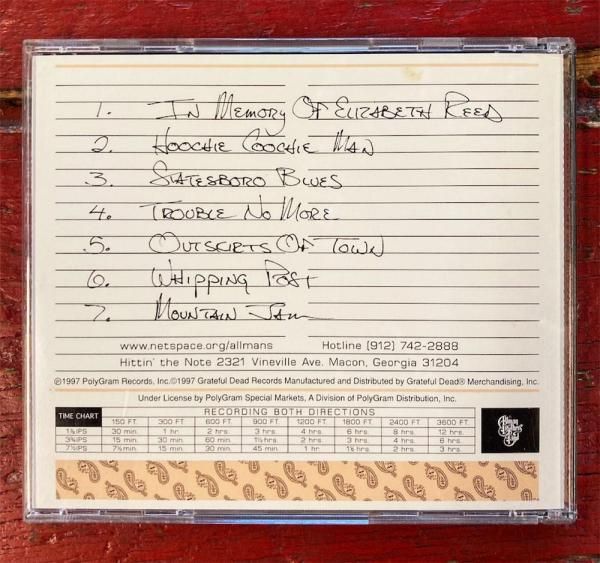 1. In Memory Of Elizabeth Reed
2. Hoochie Coochie Man
3. Statesboro Blues
4. Trouble No More
5. Outskirts Of Town
6. Whipping Post
7. Mountain Jam
www.netspace.org/allmans Hotline (912) 742-2888
Hittin' the Note 2321 Vineville Ave. Macon, Georgia 31204
℗1997 PolyGram Records, Inc.©1997 Grateful Dead Records Manufactured and Distributed by Grateful Dead® Merchandising, Inc.
Under License by PolyGram Special Markets, A Division of PolyGram Distribution, Inc.
TIME CHART RECORDING BOTH DIRECTIONS
150 FT. 300 FT. 600 FT. 900 FT. 1200 FT. 1800 FT. 2400 FT. 3600 FT.
1⅞IPS 30 min. 1 hr. 2 hrs. 3 hrs. 4 hrs. 6 hrs. 8 hrs. 12 hrs.
3¾IPS 15 min. 30 min. 60 min. 1½ hrs. 2 hrs. 3 hrs. 4 hrs. 6 hrs.
7½IPS 7½ min. 15 min. 30 min. 45 min. 1 hr. 1½ hrs. 2 hrs. 3 hrs.
The Allman Brothers Band